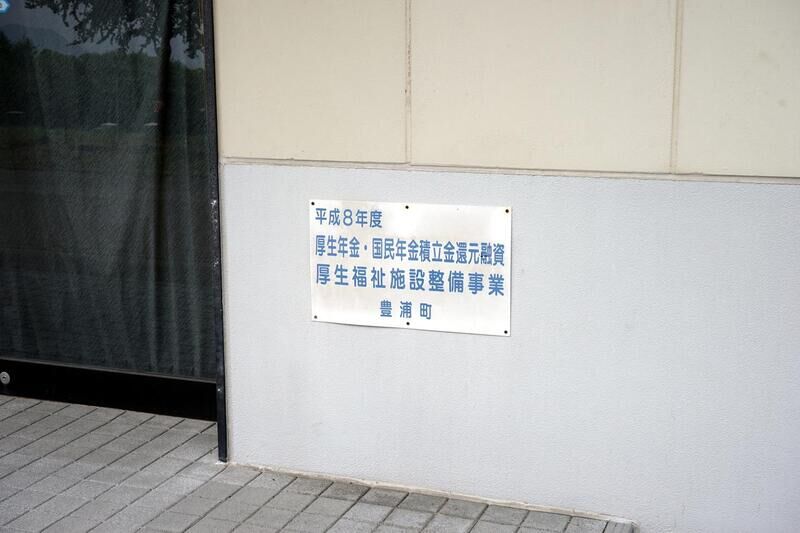 平成8年度
厚生年金・国民年金積立金還元融資
厚生福祉施設整備事業
豊浦町